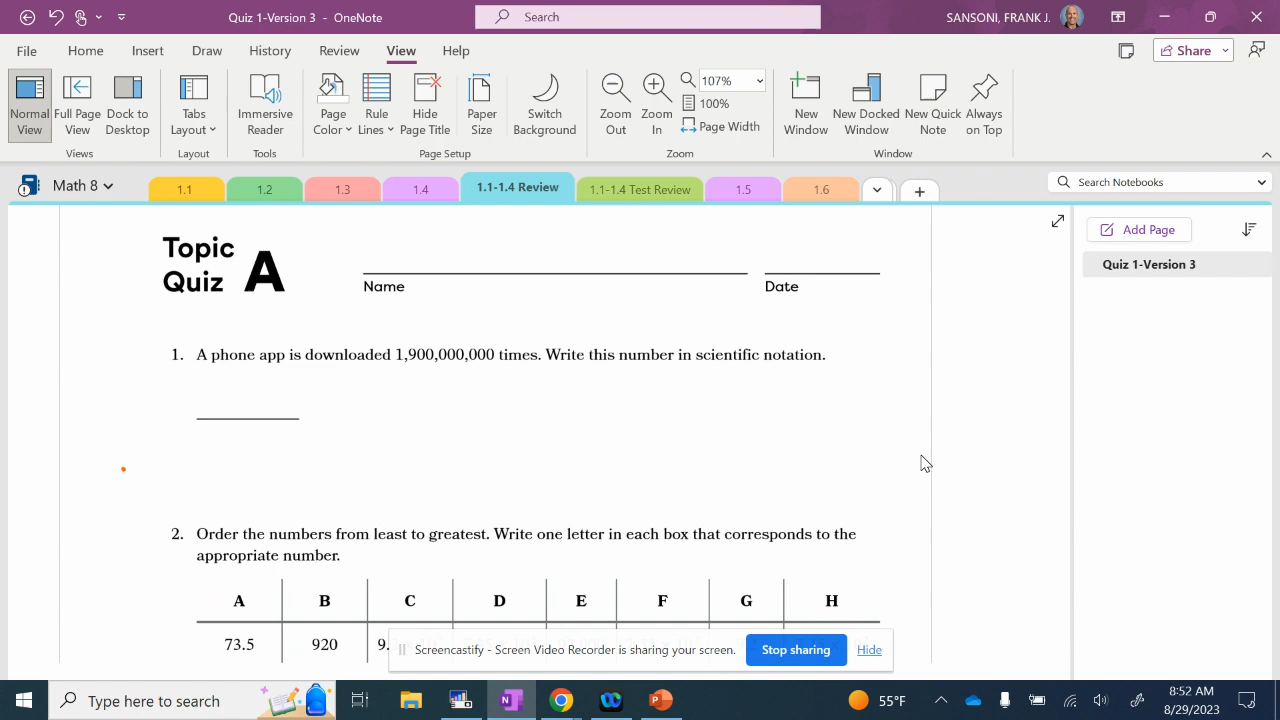 Quiz 1-Version 3 - OneNote
Search
SANSONI, FRANK J.
File Home Insert Draw History Review View Help
Share
Normal View
Full Page View
Dock to Desktop
Views
Tabs Layout
Layout
Immersive Reader
Tools
Page Color
Rule Lines
Hide Page Title
Paper Size
Switch Background
Page Setup
Zoom Out
Zoom In
107%
100%
Page Width
Zoom
New Window
New Docked Window
New Quick Note
Always on Top
Window
Math 8
1.1 1.2 1.3 1.4 1.1-1.4 Review 1.1-1.4 Test Review 1.5 1.6
Search Notebooks
Add Page
Quiz 1-Version 3
Topic
Quiz A
Name Date
1. A phone app is downloaded 1,900,000,000 times. Write this number in scientific notation.
2. Order the numbers from least to greatest. Write one letter in each box that corresponds to the
appropriate number.
A B C D E F G H
73.5 920 9.
Screencastify - Screen Video Recorder is sharing your screen. Stop sharing Hide
Type here to search
55°F
8:52 AM
8/29/2023